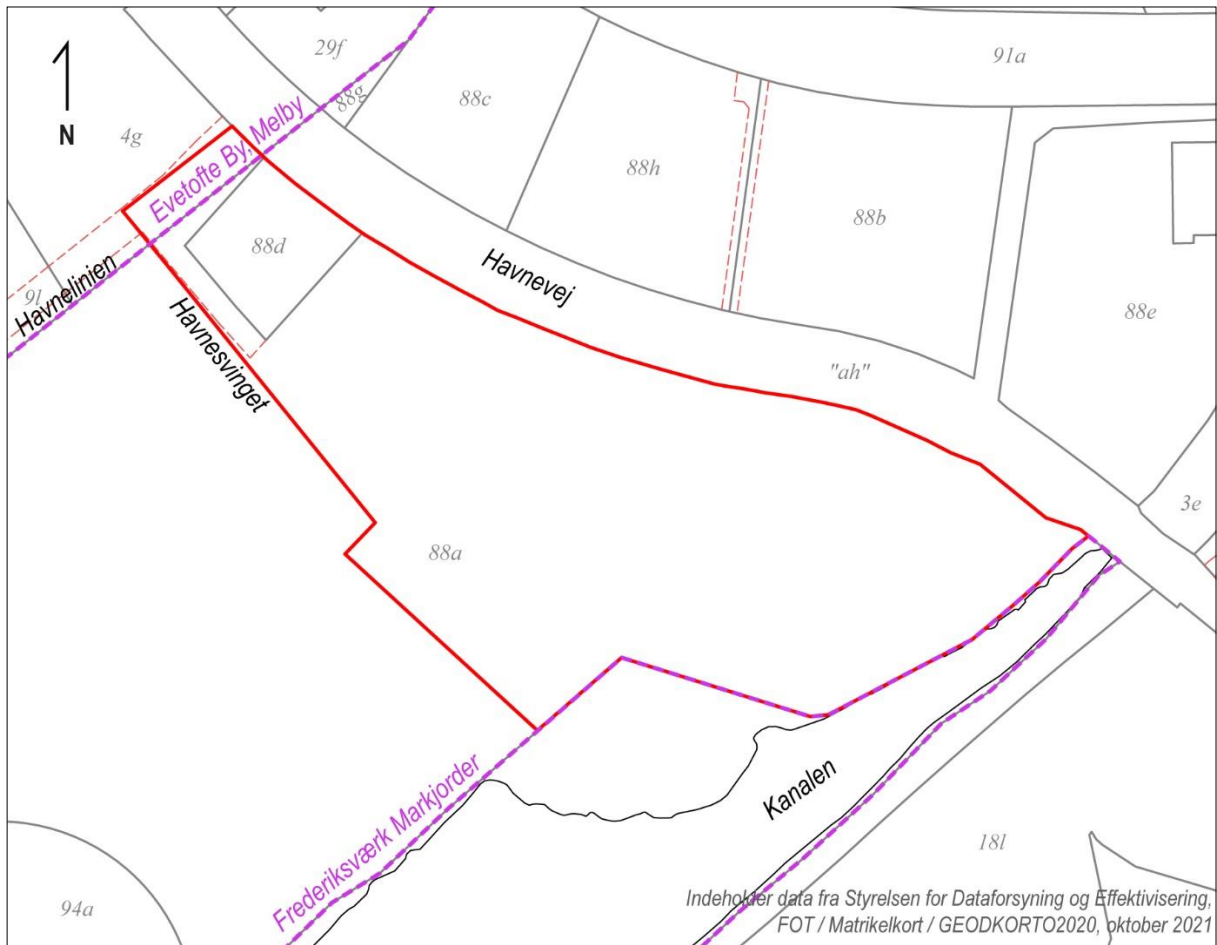 29f
91a
88g
88c
4g
N
Evetofte By, Melby
88h
88b
88d
Havnevej
88e
9l
Havnelinien
Havnesvinget
"ah"
3e
88a
Kanalen
Frederiksværk Markjorder
18l
94a
Indeholder data fra Styrelsen for Dataforsyning og Effektivisering,
FOT / Matrikelkort / GEODKORTO2020, oktober 2021